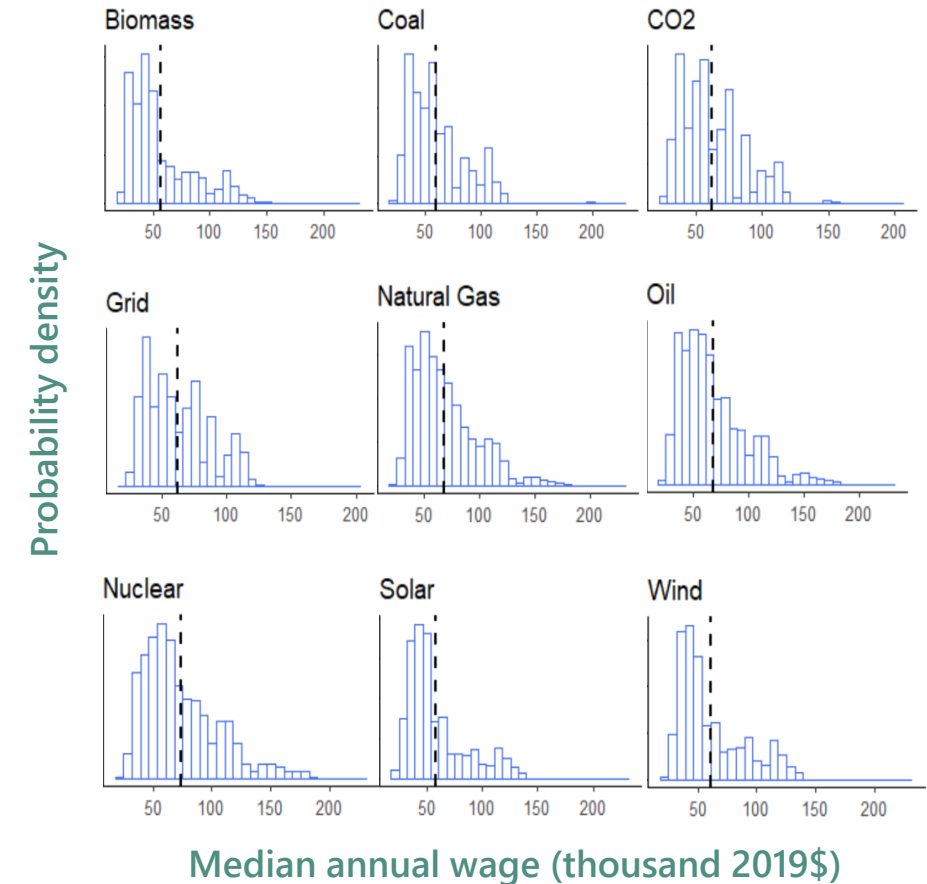 Biomass
Coal
CO2
50 100 150 200
50 100 150 200
50 100 150 200
Grid
Natural Gas
Oil
50 100 150 200
50 100 150 200
50 100 150 200
Nuclear
Solar
Wind
50 100 150 200
50 100 150 200
50 100 150 200
Probability density
Median annual wage (thousand 2019$)